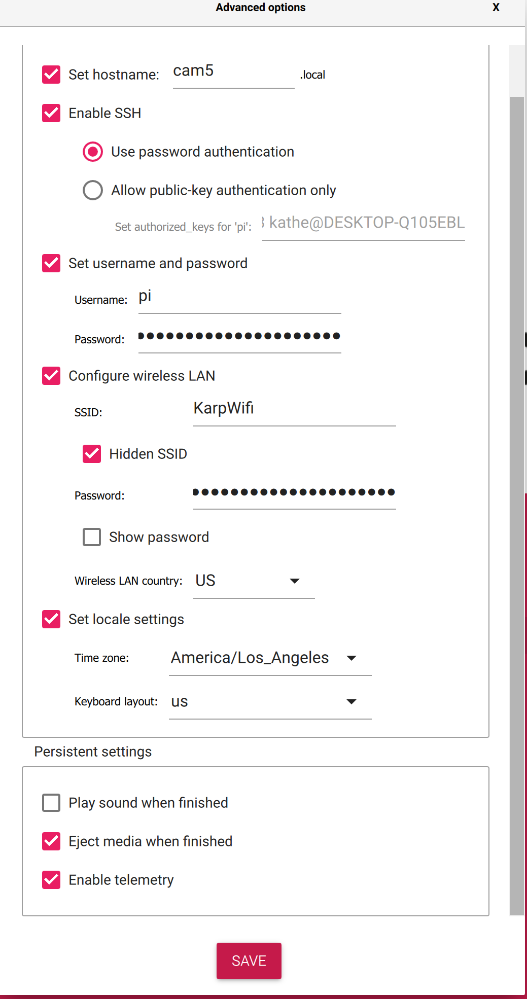 Advanced options X
Set hostname: cam5 .local
Enable SSH
Use password authentication
Allow public-key authentication only
Set authorized_keys for 'pi': kathe@DESKTOP-Q105EBL
Set username and password
Username: pi
Password: ●●●●●●●●●●●●●●●●●●●●●
Configure wireless LAN
SSID: KarpWifi
Hidden SSID
Password: ●●●●●●●●●●●●●●●●●●●●●
Show password
Wireless LAN country: US
Set locale settings
Time zone: America/Los_Angeles
Keyboard layout: us
Persistent settings
Play sound when finished
Eject media when finished
Enable telemetry
SAVE